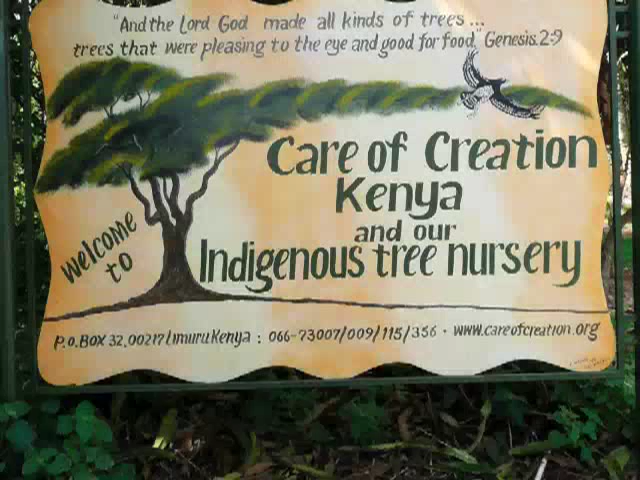 "And the Lord God made all kinds of trees ...
trees that were pleasing to the eye and good for food." Genesis. 2-9
Care of Creation
Kenya
and our
Indigenous tree nursery
Welcome
to
P.O.BOX 32,00217 Limuru Kenya : 066-73007/009/115/356 · www.careofcreation.org